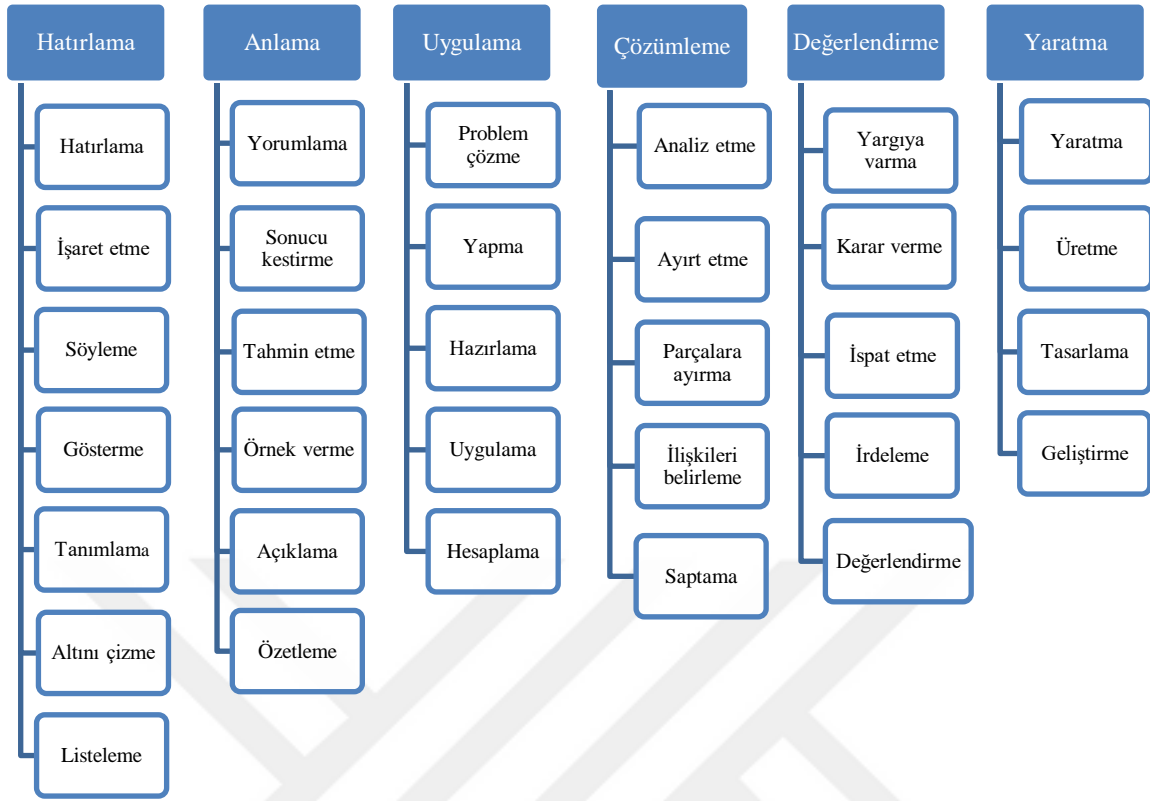 Hatırlama
Hatırlama
İşaret etme
Söyleme
Gösterme
Tanımlama
Altını çizme
Listeleme
Anlama
Yorumlama
Sonucu
kestirme
Tahmin etme
Örnek verme
Açıklama
Özetleme
Uygulama
Problem
çözme
Yapma
Hazırlama
Uygulama
Hesaplama
Çözümleme
Analiz etme
Ayırt etme
Parçalara
ayırma
İlişkileri
belirleme
Saptama
Değerlendirme
Yargıya
varma
Karar verme
İspat etme
İrdeleme
Değerlendirme
Yaratma
Yaratma
Üretme
Tasarlama
Geliştirme